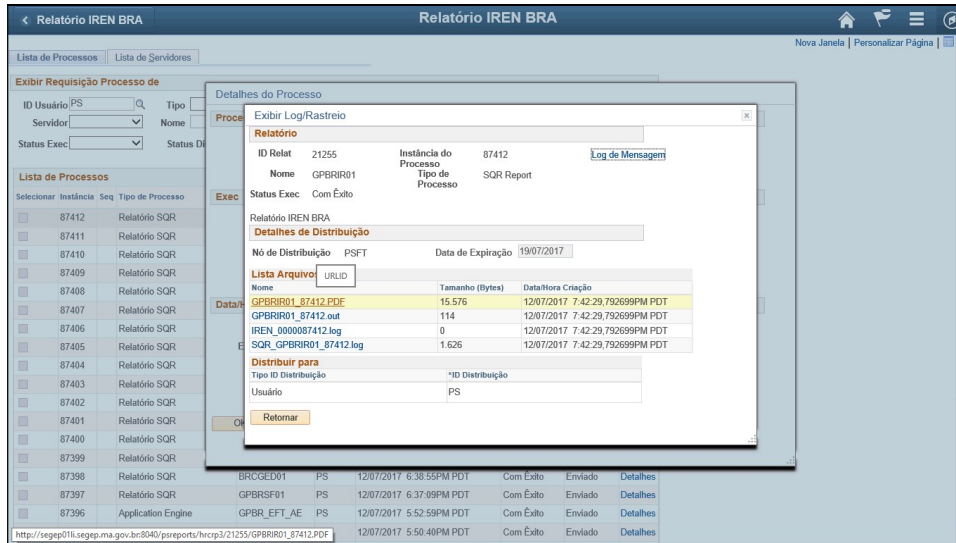 Relatório IREN BRA
Relatório IREN BRA
Nova Janela | Personalizar Página |
Lista de Processos
Lista de Servidores
Exibir Requisição Processo de
ID Usuário PS Tipo
Servidor Nome
Status Exec Status Di
Lista de Processos
Selecionar Instância Seq Tipo de Processo
87412 Relatório SQR
87411 Relatório SQR
87410 Relatório SQR
87409 Relatório SQR
87408 Relatório SQR
87407 Relatório SQR
87406 Relatório SQR
87405 Relatório SQR
87404 Relatório SQR
87403 Relatório SQR
87402 Relatório SQR
87401 Relatório SQR
87400 Relatório SQR
87399 Relatório SQR
87398 Relatório SQR BRCGED01 PS 12/07/2017 6:38:55PM PDT Com Êxito Enviado Detalhes
87397 Relatório SQR GPBRSF01 PS 12/07/2017 6:37:09PM PDT Com Êxito Enviado Detalhes
87396 Application Engine GPBR_EFT_AE PS 12/07/2017 5:52:59PM PDT Com Êxito Enviado Detalhes
12/07/2017 5:50:40PM PDT Com Êxito Enviado Detalhes
http://segep01li.segep.ma.gov.br:8040/psreports/hrcrp3/21255/GPBRIR01_87412.PDF
Detalhes do Processo
Proce
Exec
Data/H
E
OK
Exibir Log/Rastreio
Relatório
ID Relat 21255 Instância do Processo 87412 Log de Mensagem
Nome GPBRIR01 Tipo de Processo SQR Report
Status Exec Com Êxito
Relatório IREN BRA
Detalhes de Distribuição
Nó de Distribuição PSFT Data de Expiração 19/07/2017
Lista Arquivos
URLID
Nome Tamanho (Bytes) Data/Hora Criação
GPBRIR01_87412.PDF 15.576 12/07/2017 7:42:29,792699PM PDT
GPBRIR01_87412.out 114 12/07/2017 7:42:29,792699PM PDT
IREN_0000087412.log 0 12/07/2017 7:42:29,792699PM PDT
SQR_GPBRIR01_87412.log 1.626 12/07/2017 7:42:29,792699PM PDT
Distribuir para
Tipo ID Distribuição *ID Distribuição
Usuário PS
Retornar